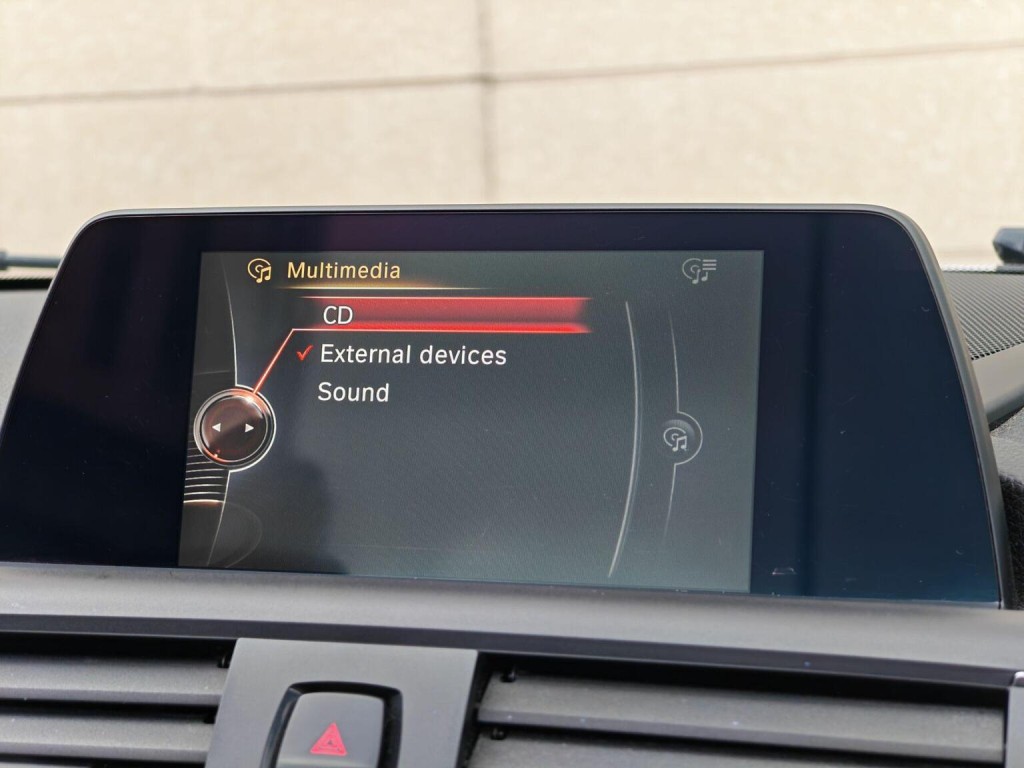 Multimedia
CD
External devices
Sound